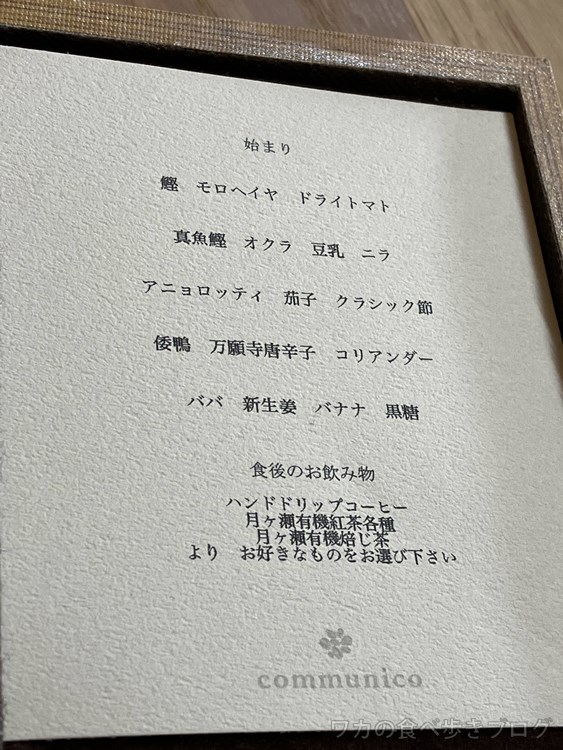 始まり
鰹　モロヘイヤ　ドライトマト
真魚鰹　オクラ　豆乳　ニラ
アニョロッティ　茄子　クラシック節
倭鴨　万願寺唐辛子　コリアンダー
ババ　新生姜　バナナ　黒糖
食後のお飲み物
ハンドドリップコーヒー
月ヶ瀬有機紅茶各種
月ヶ瀬有機焙じ茶
より　お好きなものをお選び下さい
communico
ワカの食べ歩きブログ